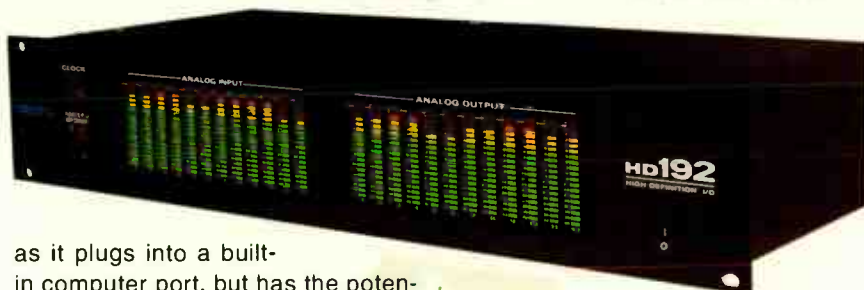 CLOCK
ANALOG INPUT
ANALOG OUTPUT
HD192
HIGH DEFINITION I/O
as it plugs into a built-
in computer port, but has the poten-